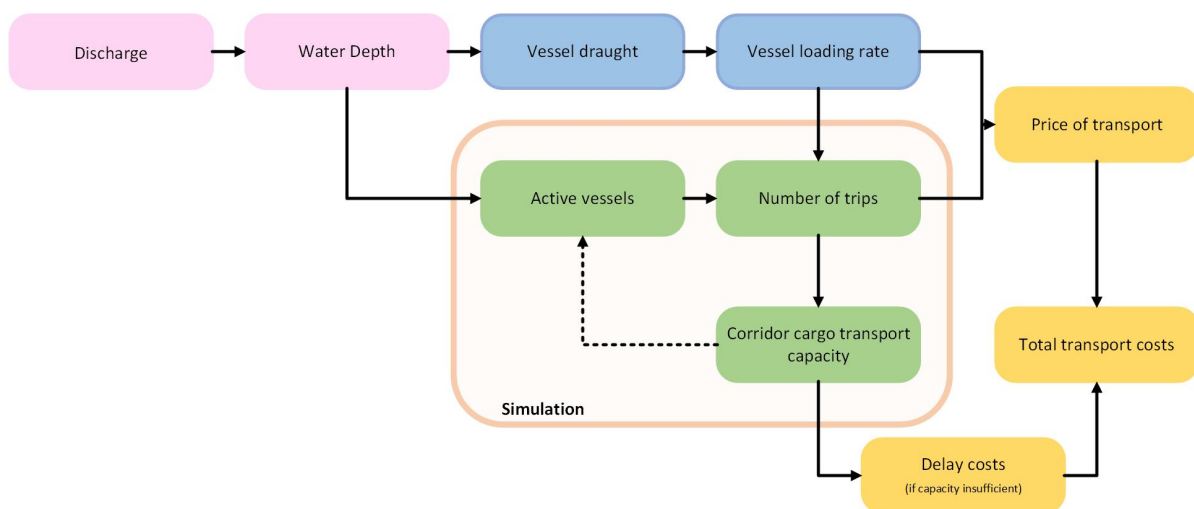 Discharge
Water Depth
Vessel draught
Vessel loading rate
Price of transport
Active vessels
Number of trips
Corridor cargo transport
capacity
Total transport costs
Simulation
Delay costs
(if capacity insufficient)